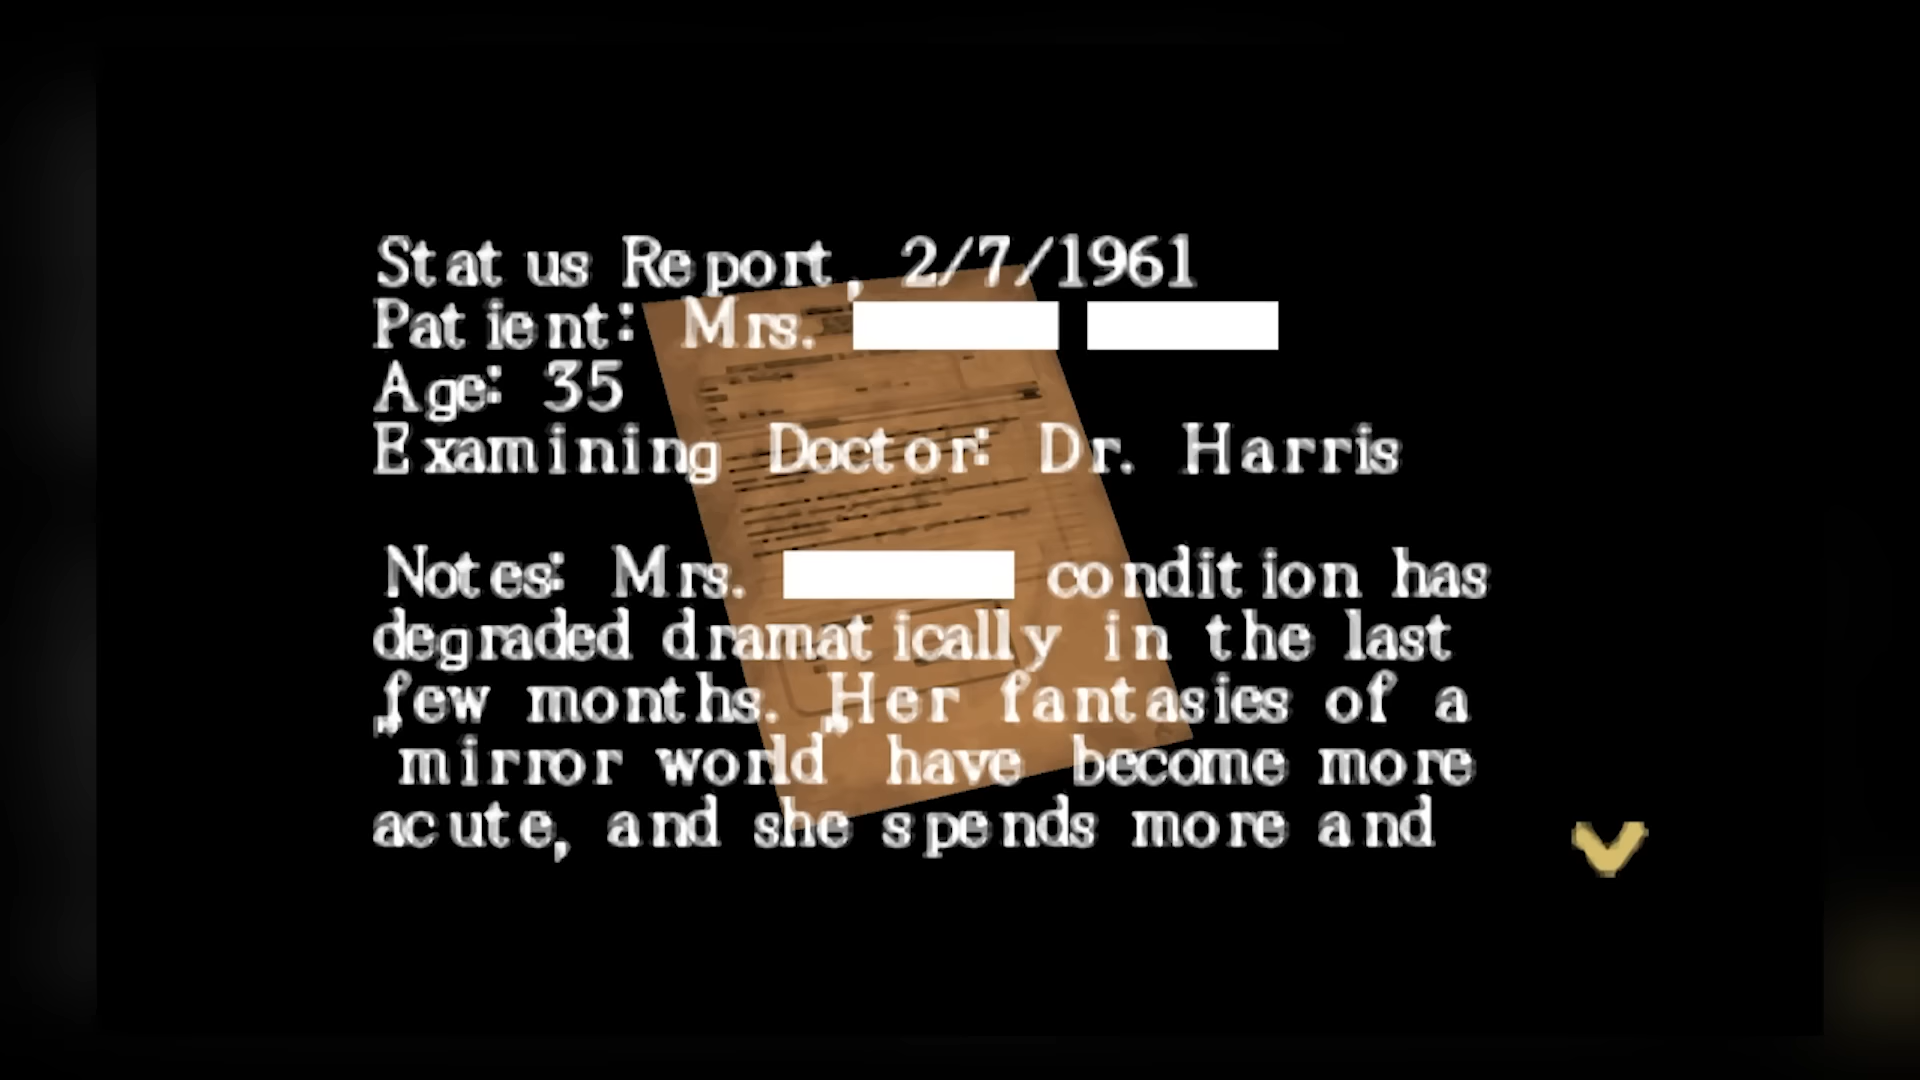 Status Report, 2/7/1961
Patient: Mrs.
Age: 35
Examining Doctor: Dr. Harris
Notes: Mrs. condition has
degraded dramatically in the last
few months. Her fantasies of a
"mirror world" have become more
acute, and she spends more and